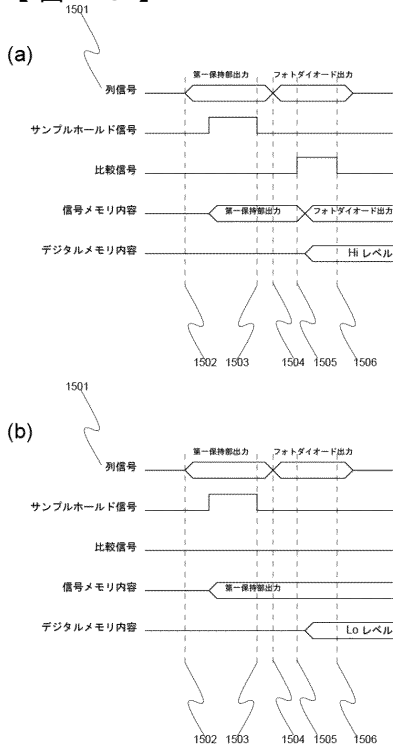 1501
(a)
第一保持部出力 フォトダイオード出力
列信号
サンプルホールド信号
比較信号
信号メモリ内容 第一保持部出力 フォトダイオード出力
デジタルメモリ内容 Hi レベル
1502 1503 1504 1505 1506
1501
(b)
第一保持部出力 フォトダイオード出力
列信号
サンプルホールド信号
比較信号
信号メモリ内容 第一保持部出力
デジタルメモリ内容 Lo レベル
1502 1503 1504 1505 1506